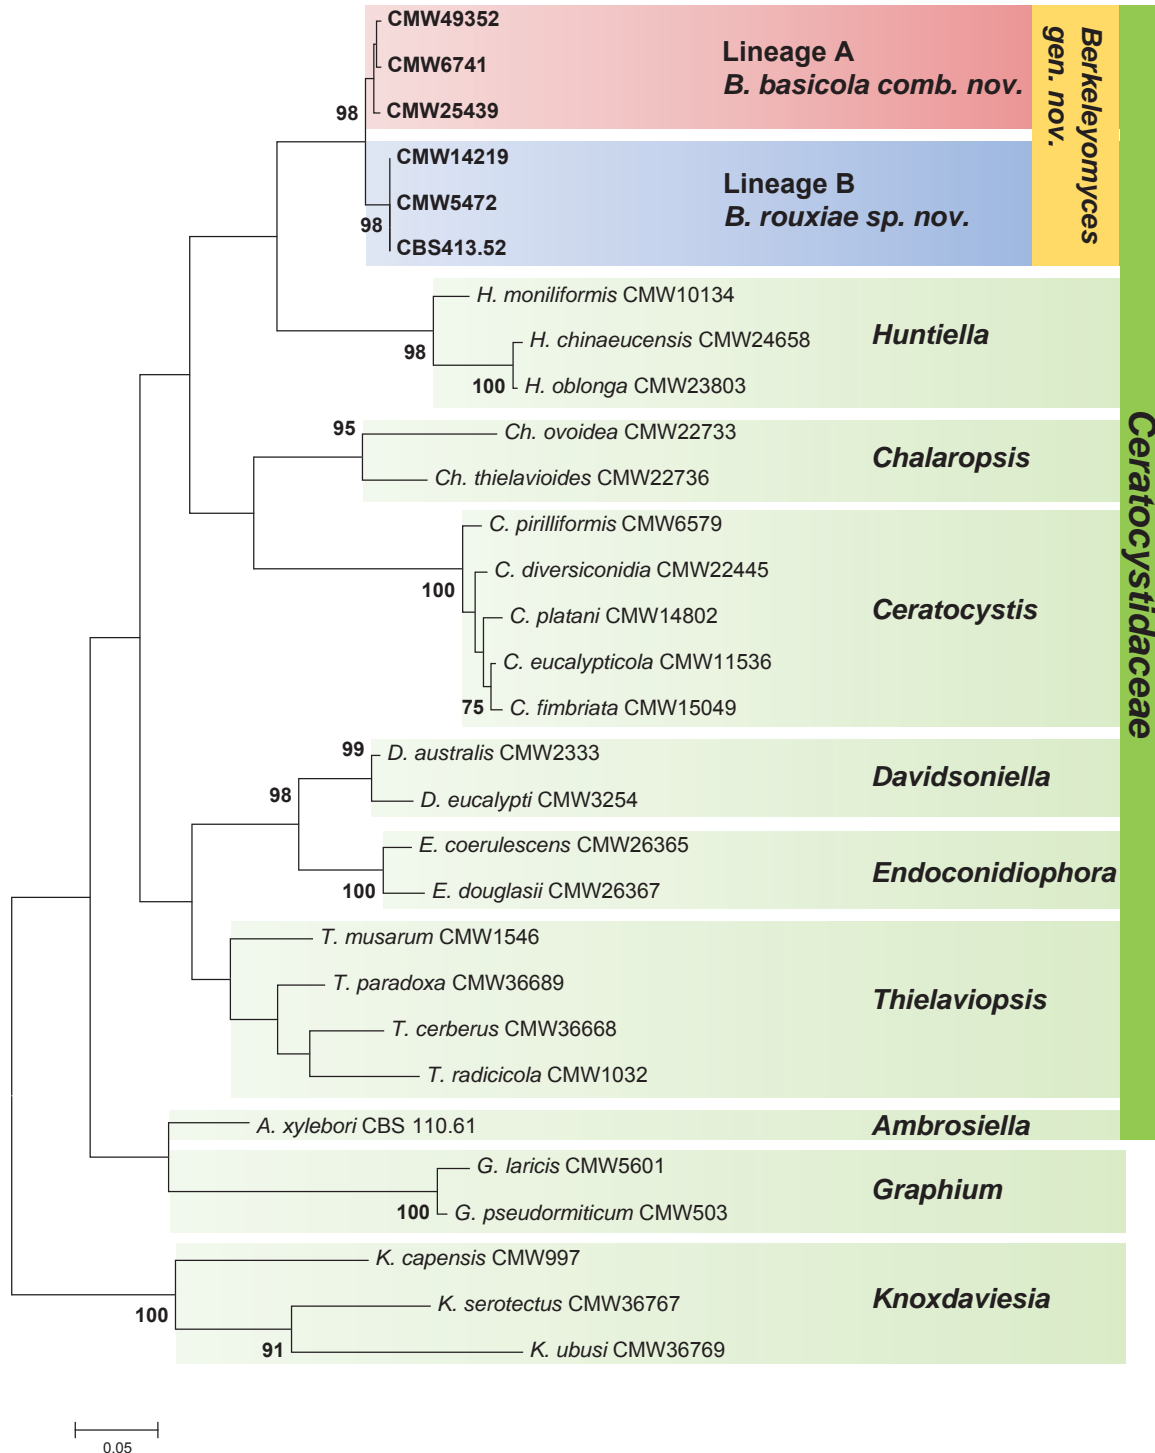 CMW49352
CMW6741
CMW25439
98
Lineage A
B. basicola comb. nov.
CMW14219
CMW5472
CBS413.52
98
Lineage B
B. rouxiae sp. nov.
Berkeleyomyces
gen. nov.
H. moniliformis CMW10134
98
H. chinaeucensis CMW24658
100
H. oblonga CMW23803
Huntiella
95
Ch. ovoidea CMW22733
Ch. thielavioides CMW22736
Chalaropsis
C. pirilliformis CMW6579
C. diversiconidia CMW22445
100
C. platani CMW14802
C. eucalypticola CMW11536
75
C. fimbriata CMW15049
Ceratocystis
Ceratocystidaceae
99
D. australis CMW2333
98
D. eucalypti CMW3254
Davidsoniella
E. coerulescens CMW26365
100
E. douglasii CMW26367
Endoconidiophora
T. musarum CMW1546
T. paradoxa CMW36689
T. cerberus CMW36668
T. radicicola CMW1032
Thielaviopsis
A. xylebori CBS 110.61
Ambrosiella
G. laricis CMW5601
100
G. pseudormiticum CMW503
Graphium
K. capensis CMW997
100
K. serotectus CMW36767
91
K. ubusi CMW36769
Knoxdaviesia
0.05